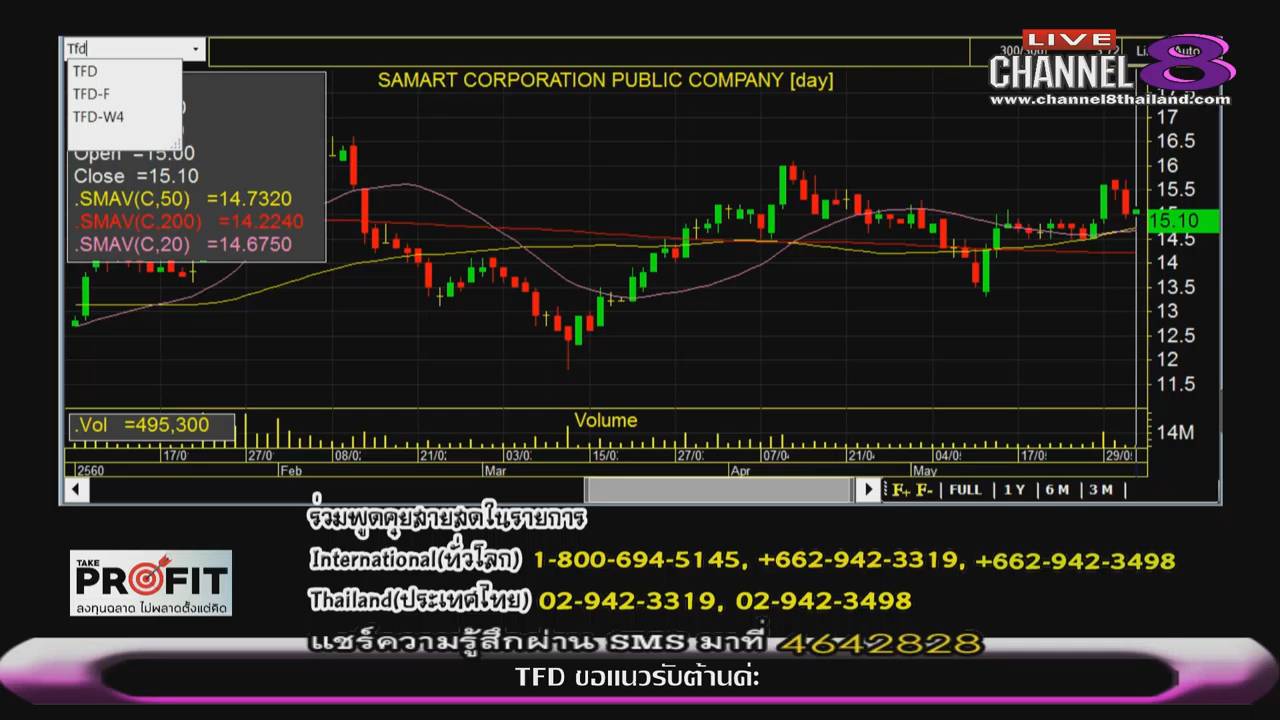 Tfd
TFD
TFD-F
TFD-W4
LIVE
CHANNEL 8
www.channel8thailand.com
SAMART CORPORATION PUBLIC COMPANY [day]
Open =15.00
Close =15.10
.SMAV(C,50) =14.7320
.SMAV(C,200) =14.2240
.SMAV(C,20) =14.6750
17
16.5
16
15.5
15.10
14.5
14
13.5
13
12.5
12
11.5
.Vol =495,300
Volume
14M
17/0
27/0
08/0
21/0
03/0
15/0
27/0
07/0
21/0
04/0
17/0
29/0
2560
Feb
Mar
Apr
May
F+ F- | FULL | 1 Y | 6 M | 3 M |
ร่วมพูดคุยสายสดในรายการ
International(ทั่วโลก) 1-800-694-5145, +662-942-3319, +662-942-3498
Thailand(ประเทศไทย) 02-942-3319, 02-942-3498
แชร์ความรู้สึกผ่าน SMS มาที่ 4642828
TAKE
PROFIT
ลงทุนฉลาด ไม่พลาดตั้งแต่คิด
TFD ขอแนวรับต้านค่ะ